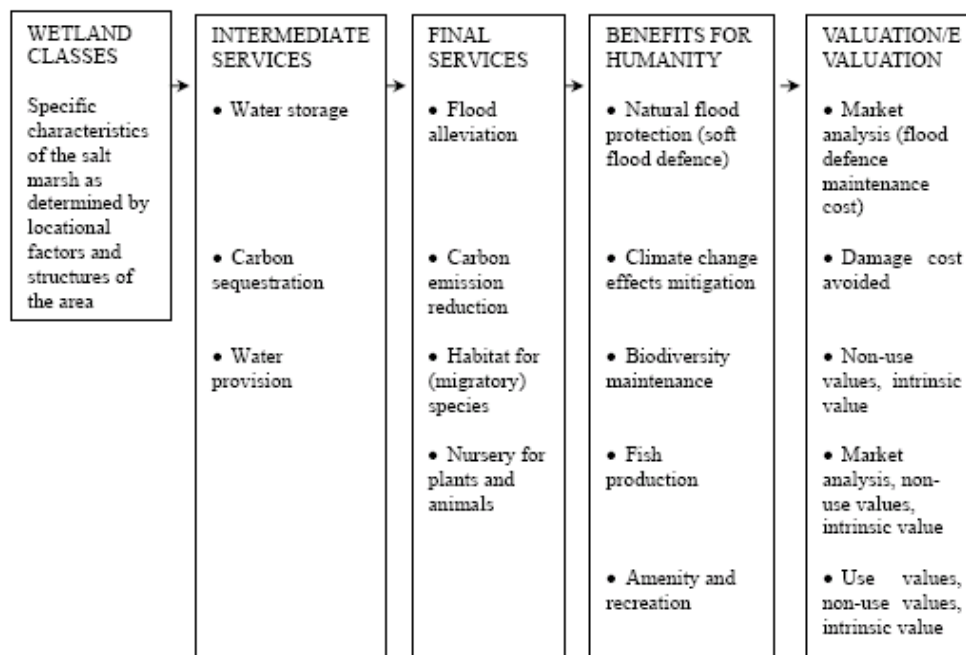 WETLAND
CLASSES
Specific
characteristics
of the salt
marsh as
determined by
locational
factors and
structures of
the area
INTERMEDIATE
SERVICES
• Water storage
• Carbon
sequestration
• Water
provision
FINAL
SERVICES
• Flood
alleviation
• Carbon
emission
reduction
• Habitat for
(migratory)
species
• Nursery for
plants and
animals
BENEFITS FOR
HUMANITY
• Natural flood
protection (soft
flood defence)
• Climate change
effects mitigation
• Biodiversity
maintenance
• Fish
production
• Amenity and
recreation
VALUATION/E
VALUATION
• Market
analysis (flood
defence
maintenance
cost)
• Damage cost
avoided
• Non-use
values, intrinsic
value
• Market
analysis, non-
use values,
intrinsic value
• Use values,
non-use values,
intrinsic value